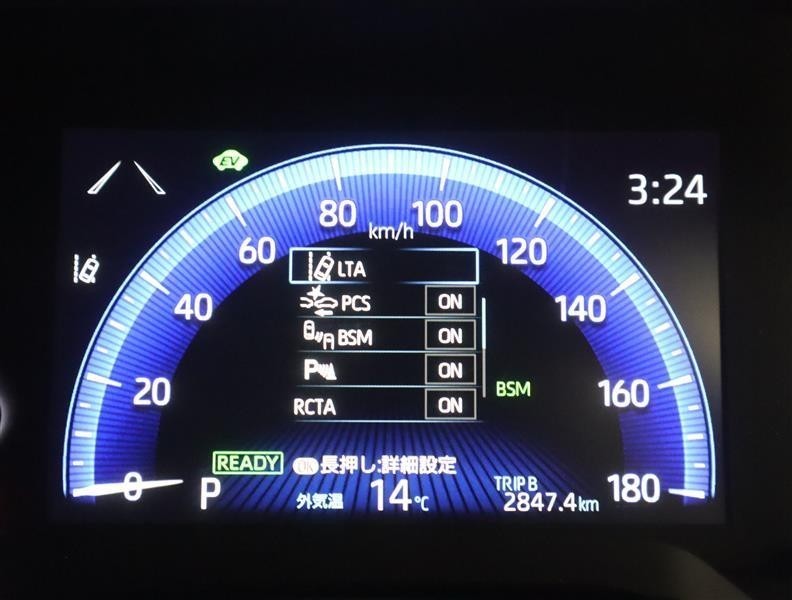 EV
3:24
80
100
km/h
60
120
LTA
40
PCS ON
140
BSM ON
P ON
20
BSM
160
RCTA ON
READY
OK 長押し:詳細設定
0
P
外気温 14℃
TRIP B
2847.4km
180